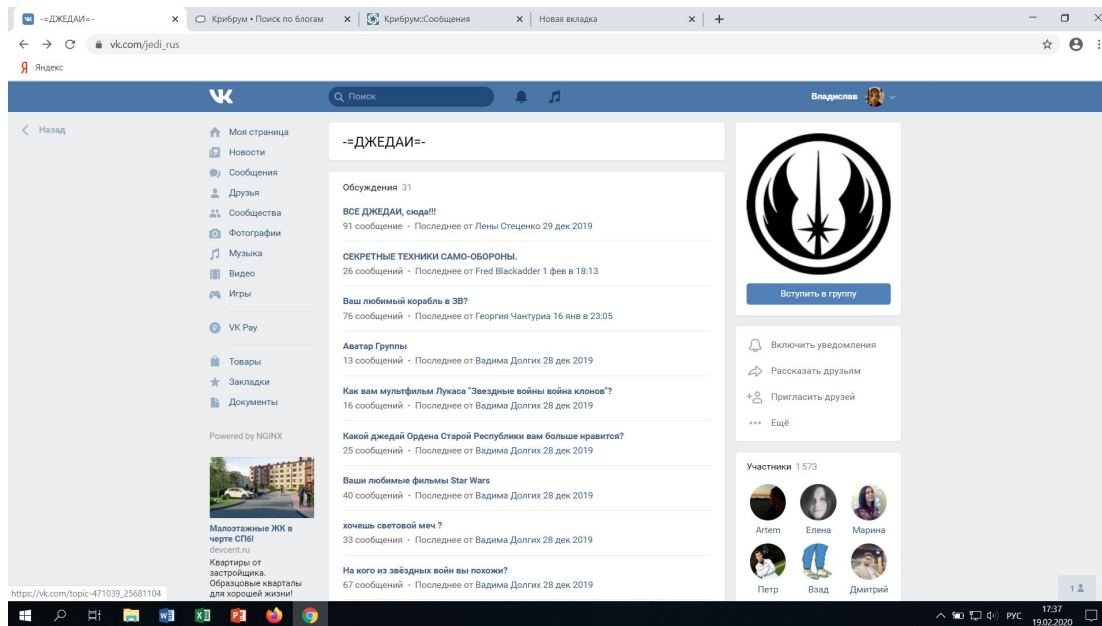 -=ДЖЕДАИ=-
Крибрум • Поиск по блогам
Крибрум::Сообщения
Новая вкладка
vk.com/jedi_rus
Яндекс
Поиск
Владислав
Назад
Моя страница
Новости
Сообщения
Друзья
Сообщества
Фотографии
Музыка
Видео
Игры
VK Pay
Товары
Закладки
Документы
Powered by NGINX
Малоэтажные ЖК в
черте СПб!
devcent.ru
Квартиры от
застройщика.
Образцовые кварталы
для хорошей жизни!
-=ДЖЕДАИ=-
Обсуждения 31
ВСЕ ДЖЕДАИ, сюда!!!
91 сообщение · Последнее от Лены Стеценко 29 дек 2019
СЕКРЕТНЫЕ ТЕХНИКИ САМО-ОБОРОНЫ.
26 сообщений · Последнее от Fred Blackadder 1 фев в 18:13
Ваш любимый корабль в ЗВ?
76 сообщений · Последнее от Георгия Чантуриа 16 янв в 23:05
Аватар Группы
13 сообщений · Последнее от Вадима Долгих 28 дек 2019
Как вам мультфильм Лукаса "Звездные войны война клонов"?
16 сообщений · Последнее от Вадима Долгих 28 дек 2019
Какой джедай Ордена Старой Республики вам больше нравится?
25 сообщений · Последнее от Вадима Долгих 28 дек 2019
Ваши любимые фильмы Star Wars
40 сообщений · Последнее от Вадима Долгих 28 дек 2019
хочешь световой меч ?
33 сообщения · Последнее от Вадима Долгих 28 дек 2019
На кого из звёздных войн вы похожи?
67 сообщений · Последнее от Вадима Долгих 28 дек 2019
Вступить в группу
Включить уведомления
Рассказать друзьям
Пригласить друзей
Ещё
Участники 1 573
Artem Елена Марина
Петр Взад Дмитрий
1
https://vk.com/topic-471039_25681104
РУС
17:37
19.02.2020